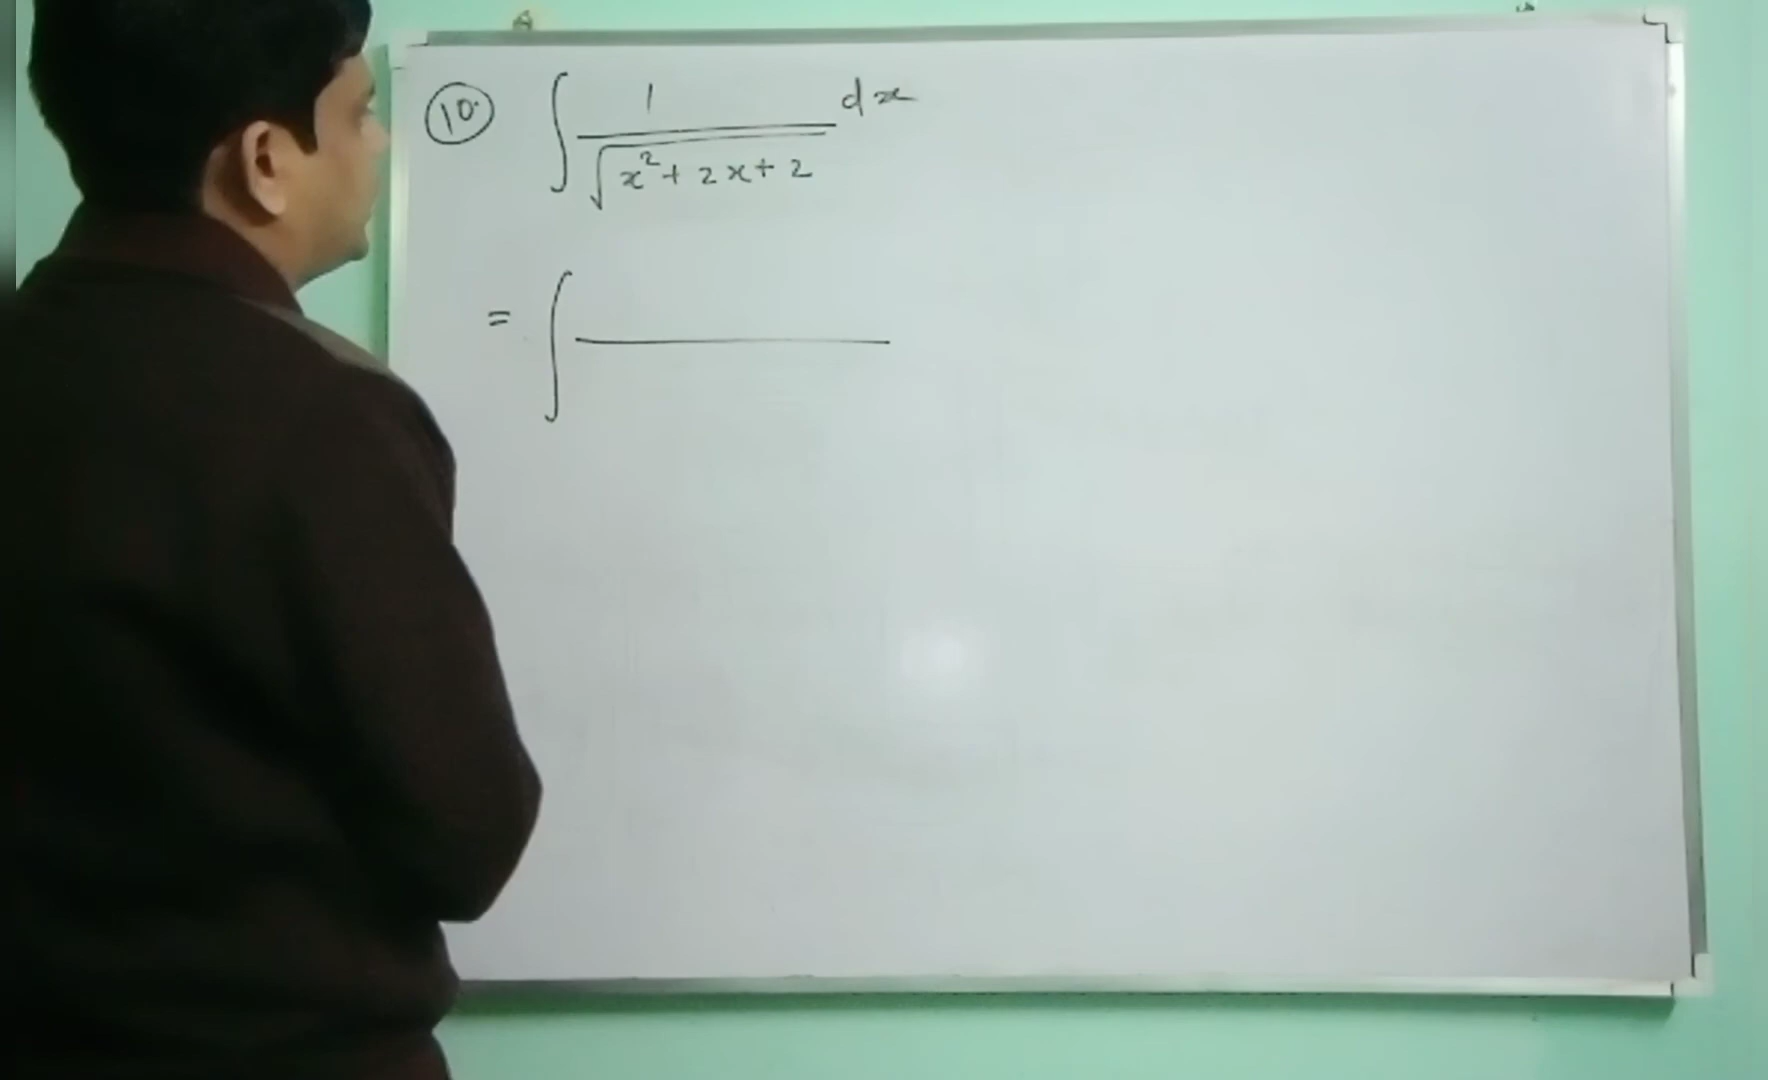 10. ∫ 1/√(x² + 2x + 2) dx
= ∫